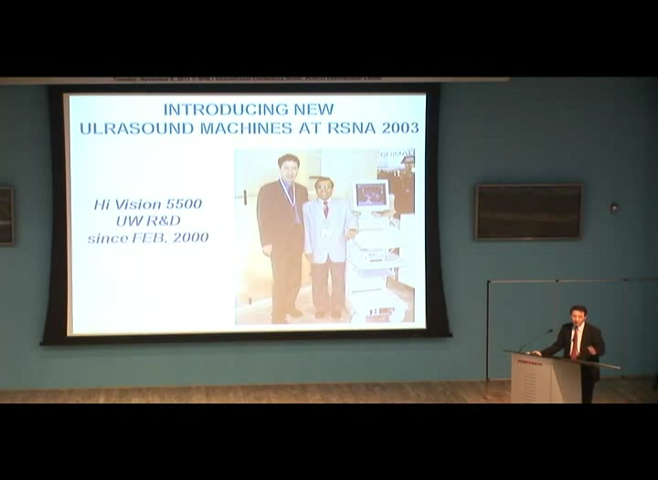 INTRODUCING NEW
ULRASOUND MACHINES AT RSNA 2003
Hi Vision 5500
UW R&D
since FEB. 2000